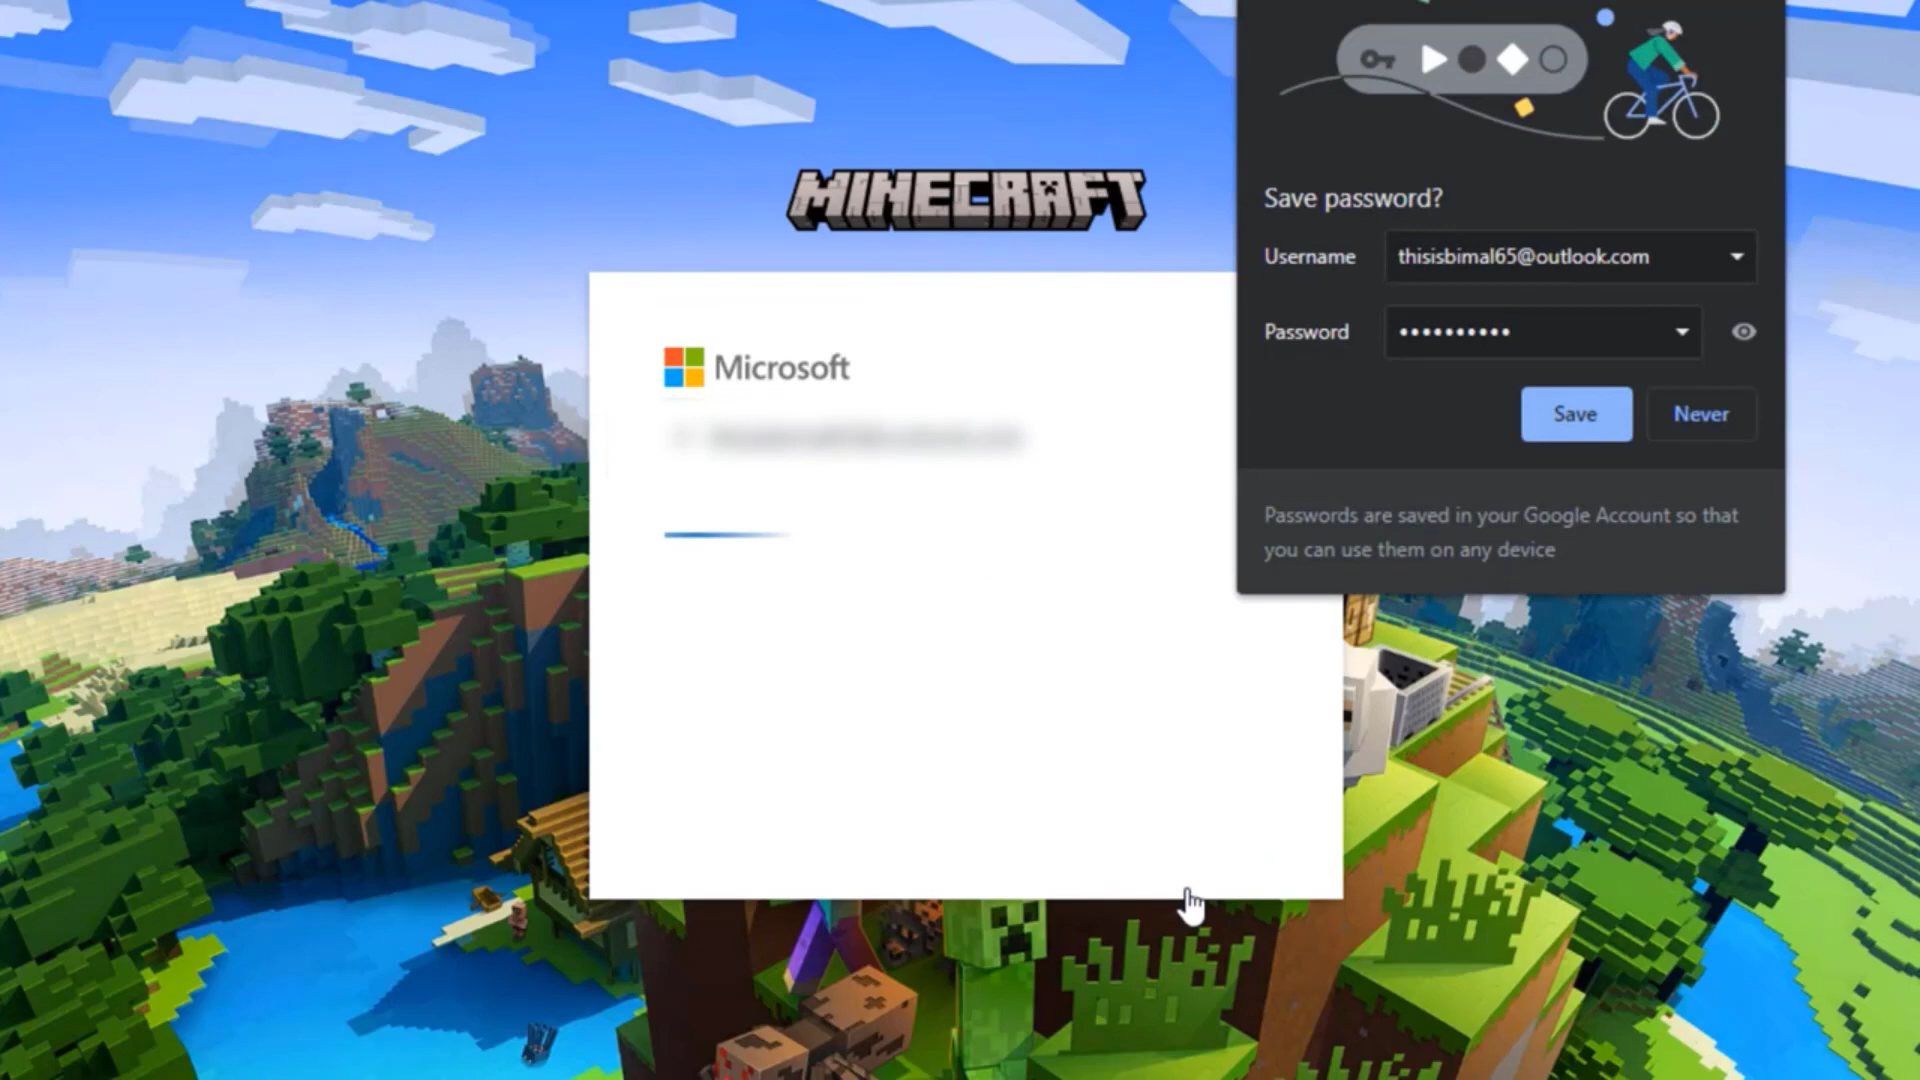 MINECRAFT
Microsoft
Save password?
Username thisisbimal65@outlook.com
Password ••••••••••
Save Never
Passwords are saved in your Google Account so that
you can use them on any device